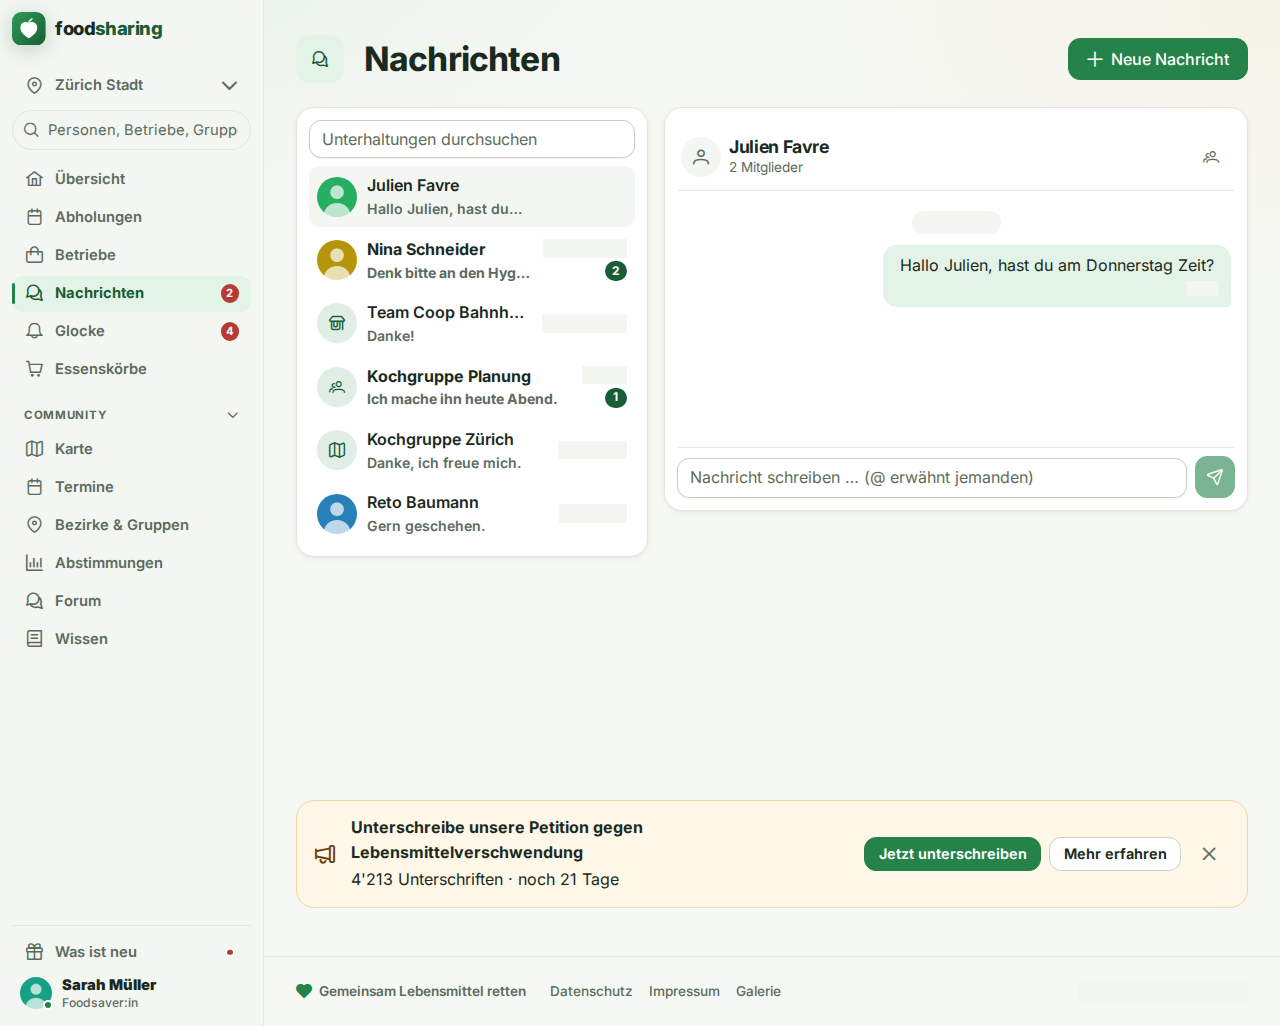 foodsharing
Zürich Stadt
Personen, Betriebe, Grupp
Übersicht
Abholungen
Betriebe
Nachrichten 2
Glocke 4
Essenskörbe
COMMUNITY
Karte
Termine
Bezirke & Gruppen
Abstimmungen
Forum
Wissen
Was ist neu
Sarah Müller
Foodsaver:in
Nachrichten
Neue Nachricht
Unterhaltungen durchsuchen
Julien Favre
Hallo Julien, hast du...
Nina Schneider
Denk bitte an den Hyg... 2
Team Coop Bahnh...
Danke!
Kochgruppe Planung
Ich mache ihn heute Abend. 1
Kochgruppe Zürich
Danke, ich freue mich.
Reto Baumann
Gern geschehen.
Julien Favre
2 Mitglieder
Hallo Julien, hast du am Donnerstag Zeit?
Nachricht schreiben ... (@ erwähnt jemanden)
Unterschreibe unsere Petition gegen
Lebensmittelverschwendung
4'213 Unterschriften · noch 21 Tage
Jetzt unterschreiben
Mehr erfahren
Gemeinsam Lebensmittel retten
Datenschutz
Impressum
Galerie